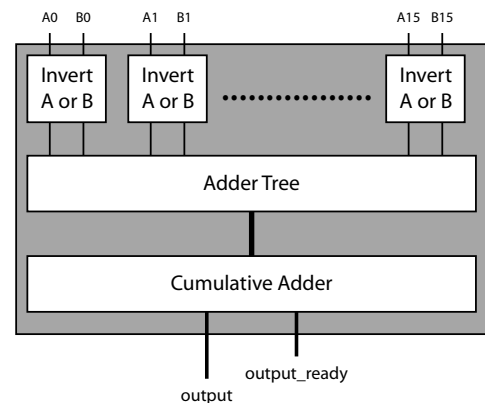 A0 B0 A1 B1 A15 B15
Invert
A or B
Invert
A or B
Invert
A or B
Adder Tree
Cumulative Adder
output_ready
output